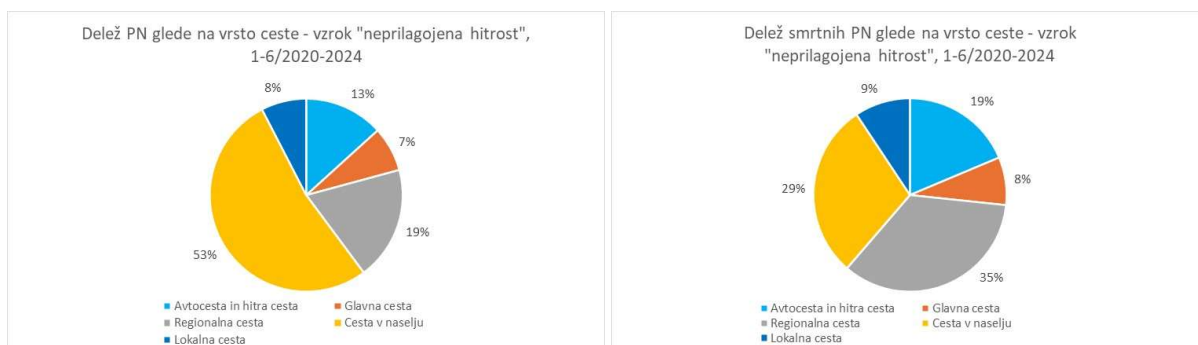 Delež PN glede na vrsto ceste - vzrok "neprilagojena hitrost",
1-6/2020-2024
8%
13%
7%
19%
53%
Avtocesta in hitra cesta
Glavna cesta
Regionalna cesta
Cesta v naselju
Lokalna cesta
Delež smrtnih PN glede na vrsto ceste - vzrok
"neprilagojena hitrost", 1-6/2020-2024
9%
19%
8%
29%
35%
Avtocesta in hitra cesta
Glavna cesta
Regionalna cesta
Cesta v naselju
Lokalna cesta